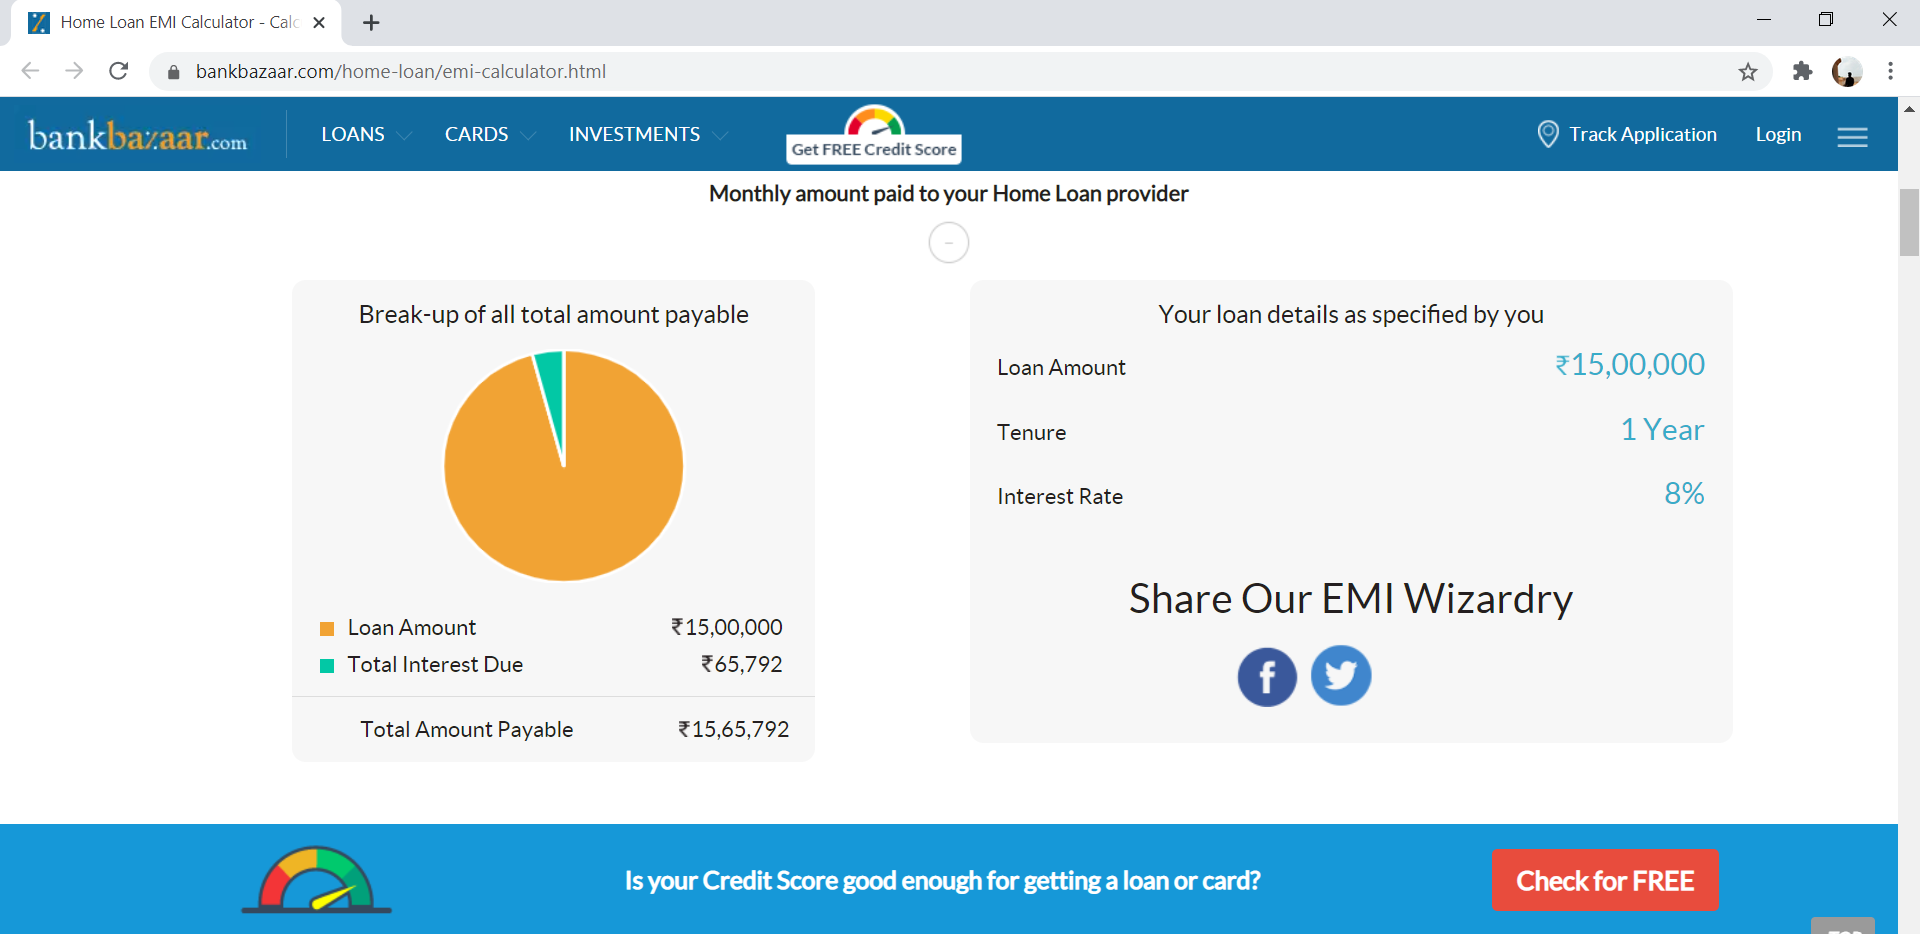 Home Loan EMI Calculator - Calc
bankbazaar.com/home-loan/emi-calculator.html
bankbazaar.com
LOANS
CARDS
INVESTMENTS
Get FREE Credit Score
Track Application
Login
Monthly amount paid to your Home Loan provider
Break-up of all total amount payable
Loan Amount ₹15,00,000
Total Interest Due ₹65,792
Total Amount Payable ₹15,65,792
Your loan details as specified by you
Loan Amount ₹15,00,000
Tenure 1 Year
Interest Rate 8%
Share Our EMI Wizardry
Is your Credit Score good enough for getting a loan or card?
Check for FREE